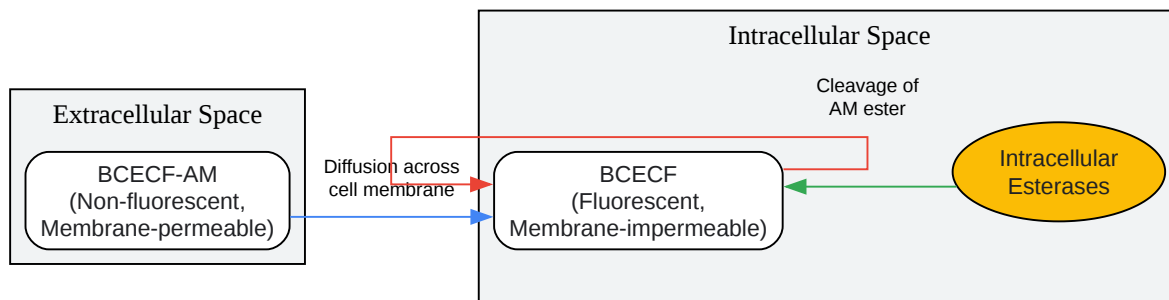 Intracellular Space
Cleavage of
AM ester
Extracellular Space
BCECF-AM
(Non-fluorescent,
Membrane-permeable)
Diffusion across
cell membrane
BCECF
(Fluorescent,
Membrane-impermeable)
Intracellular
Esterases